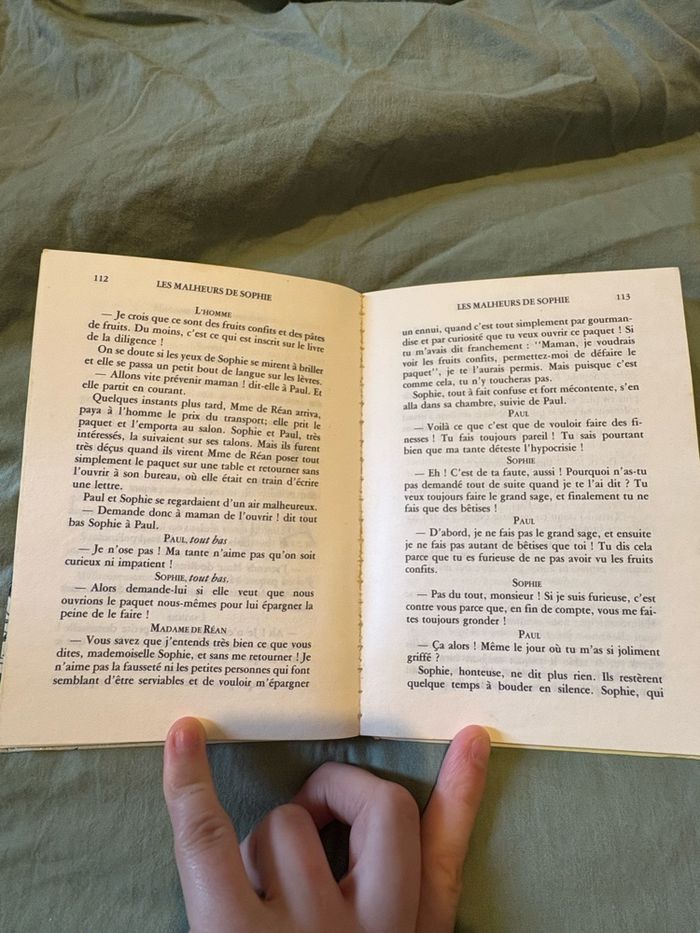 112
LES MALHEURS DE SOPHIE
L'HOMME
— Je crois que ce sont des fruits confits et des pâtes
de fruits. Du moins, c'est ce qui est inscrit sur le livre
de la diligence !
On se doute si les yeux de Sophie se mirent à briller
et elle se passa un petit bout de langue sur les lèvres.
— Allons vite prévenir maman ! dit-elle à Paul. Et
elle partit en courant.
Quelques instants plus tard, Mme de Réan arriva,
paya à l'homme le prix du transport; elle prit le
paquet et l'emporta au salon. Sophie et Paul, très
intéressés, la suivaient sur ses talons. Mais ils furent
très déçus quand ils virent Mme de Réan poser tout
simplement le paquet sur une table et retourner sans
l'ouvrir à son bureau, où elle était en train d'écrire
une lettre.
Paul et Sophie se regardaient d'un air malheureux.
— Demande donc à maman de l'ouvrir ! dit tout
bas Sophie à Paul.
PAUL, tout bas
— Je n'ose pas ! Ma tante n'aime pas qu'on soit
curieux ni impatient !
SOPHIE, tout bas.
— Alors demande-lui si elle veut que nous
ouvrions le paquet nous-mêmes pour lui épargner la
peine de le faire !
MADAME DE RÉAN
— Vous savez que j'entends très bien ce que vous
dites, mademoiselle Sophie, et sans me retourner ! Je
n'aime pas la fausseté ni les petites personnes qui font
semblant d'être serviables et de vouloir m'épargner
LES MALHEURS DE SOPHIE
113
un ennui, quand c'est tout simplement par gourman-
dise et par curiosité que tu veux ouvrir ce paquet ! Si
tu m'avais dit franchement : "Maman, je voudrais
voir les fruits confits, permettez-moi de défaire le
paquet", je te l'aurais permis. Mais puisque c'est
comme cela, tu n'y toucheras pas.
Sophie, tout à fait confuse et fort mécontente, s'en
alla dans sa chambre, suivie de Paul.
PAUL
— Voilà ce que c'est que de vouloir faire des fi-
nesses ! Tu fais toujours pareil ! Tu sais pourtant
bien que ma tante déteste l'hypocrisie !
SOPHIE
— Eh ! C'est de ta faute, aussi ! Pourquoi n'as-tu
pas demandé tout de suite quand je te l'ai dit ? Tu
veux toujours faire le grand sage, et finalement tu ne
fais que des bêtises !
PAUL
— D'abord, je ne fais pas le grand sage, et ensuite
je ne fais pas autant de bêtises que toi ! Tu dis cela
parce que tu es furieuse de ne pas avoir vu les fruits
confits.
SOPHIE
— Pas du tout, monsieur ! Si je suis furieuse, c'est
contre vous parce que, en fin de compte, vous me fai-
tes toujours gronder !
PAUL
— Ça alors ! Même le jour où tu m'as si joliment
griffé ?
Sophie, honteuse, ne dit plus rien. Ils restèrent
quelque temps à bouder en silence. Sophie, qui